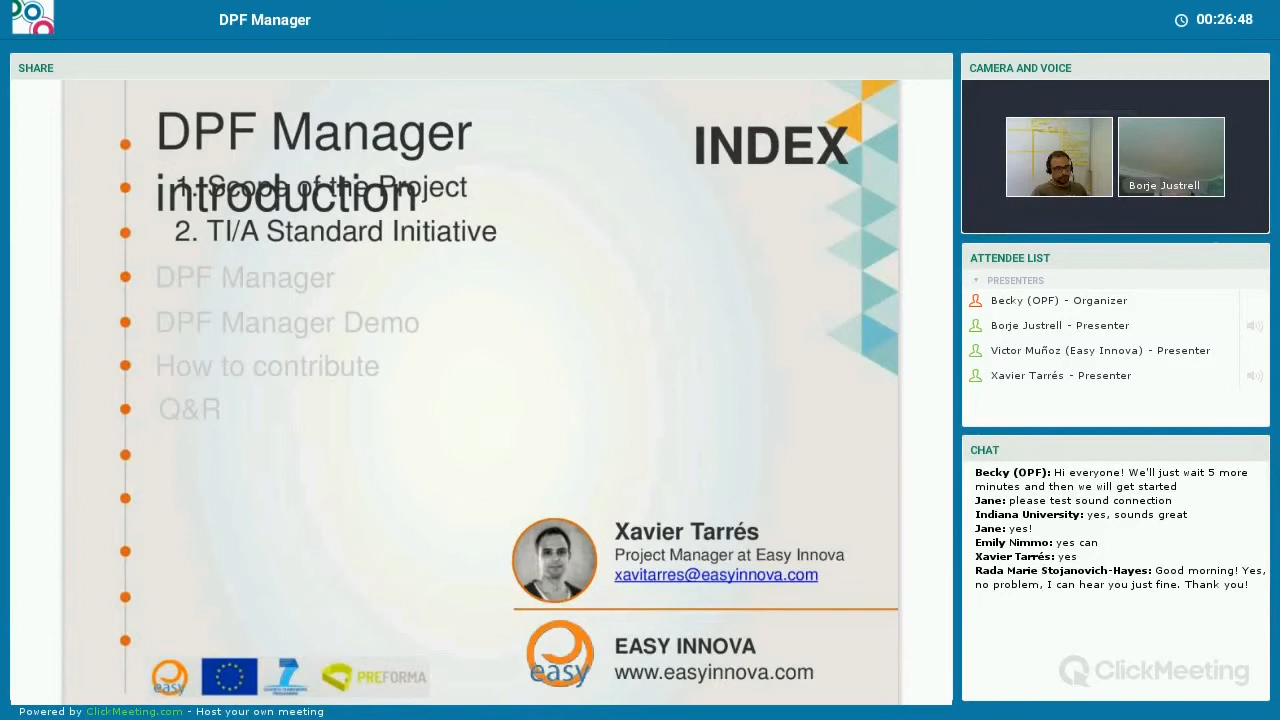 DPF Manager
00:26:48
SHARE
DPF Manager
introduction
INDEX
1. Scope of the Project
2. TI/A Standard Initiative
DPF Manager
DPF Manager Demo
How to contribute
Q&R
Xavier Tarrés
Project Manager at Easy Innova
xavitarres@easyinnova.com
easy
EASY INNOVA
www.easyinnova.com
easy
PREFORMA
CAMERA AND VOICE
Borje Justrell
ATTENDEE LIST
PRESENTERS
Becky (OPF) - Organizer
Borje Justrell - Presenter
Victor Muñoz (Easy Innova) - Presenter
Xavier Tarrés - Presenter
CHAT
Becky (OPF): Hi everyone! We'll just wait 5 more
minutes and then we will get started
Jane: please test sound connection
Indiana University: yes, sounds great
Jane: yes!
Emily Nimmo: yes can
Xavier Tarrés: yes
Rada Marie Stojanovich-Hayes: Good morning! Yes,
no problem, I can hear you just fine. Thank you!
ClickMeeting
Powered by ClickMeeting.com - Host your own meeting